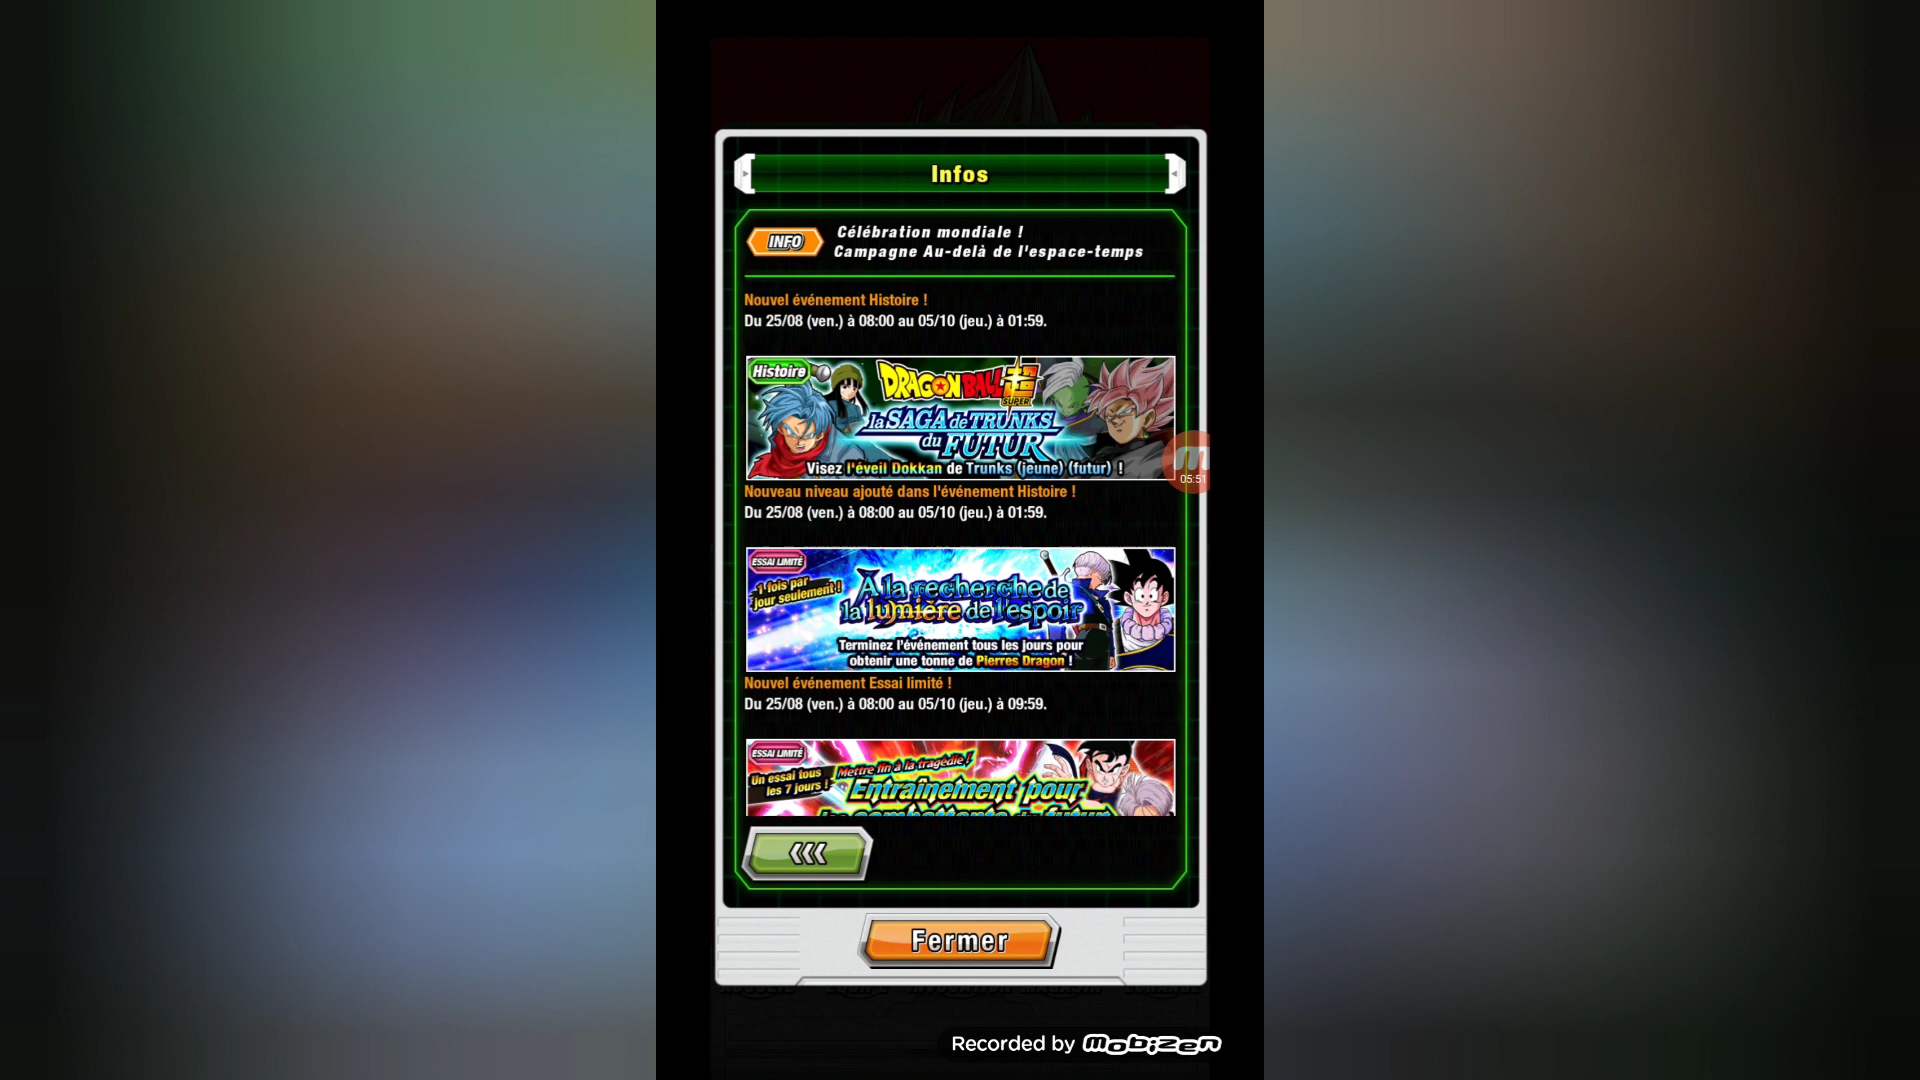 Infos
INFO
Célébration mondiale !
Campagne Au-delà de l'espace-temps
Nouvel événement Histoire !
Du 25/08 (ven.) à 08:00 au 05/10 (jeu.) à 01:59.
Histoire
DRAGON BALL 超
SUPER
la SAGA de TRUNKS
du FUTUR
Visez l'éveil Dokkan de Trunks (jeune) (futur) !
05:51
Nouveau niveau ajouté dans l'événement Histoire !
Du 25/08 (ven.) à 08:00 au 05/10 (jeu.) à 01:59.
ESSAI LIMITÉ
1 fois par
jour seulement !
À la recherche de
la lumière de l'espoir
Terminez l'événement tous les jours pour
obtenir une tonne de Pierres Dragon !
Nouvel événement Essai limité !
Du 25/08 (ven.) à 08:00 au 05/10 (jeu.) à 09:59.
ESSAI LIMITÉ
Un essai tous
les 7 jours !
Mettre fin à la tragédie !
Entraînement pour
les combattants du futur
Fermer
Recorded by mobizen